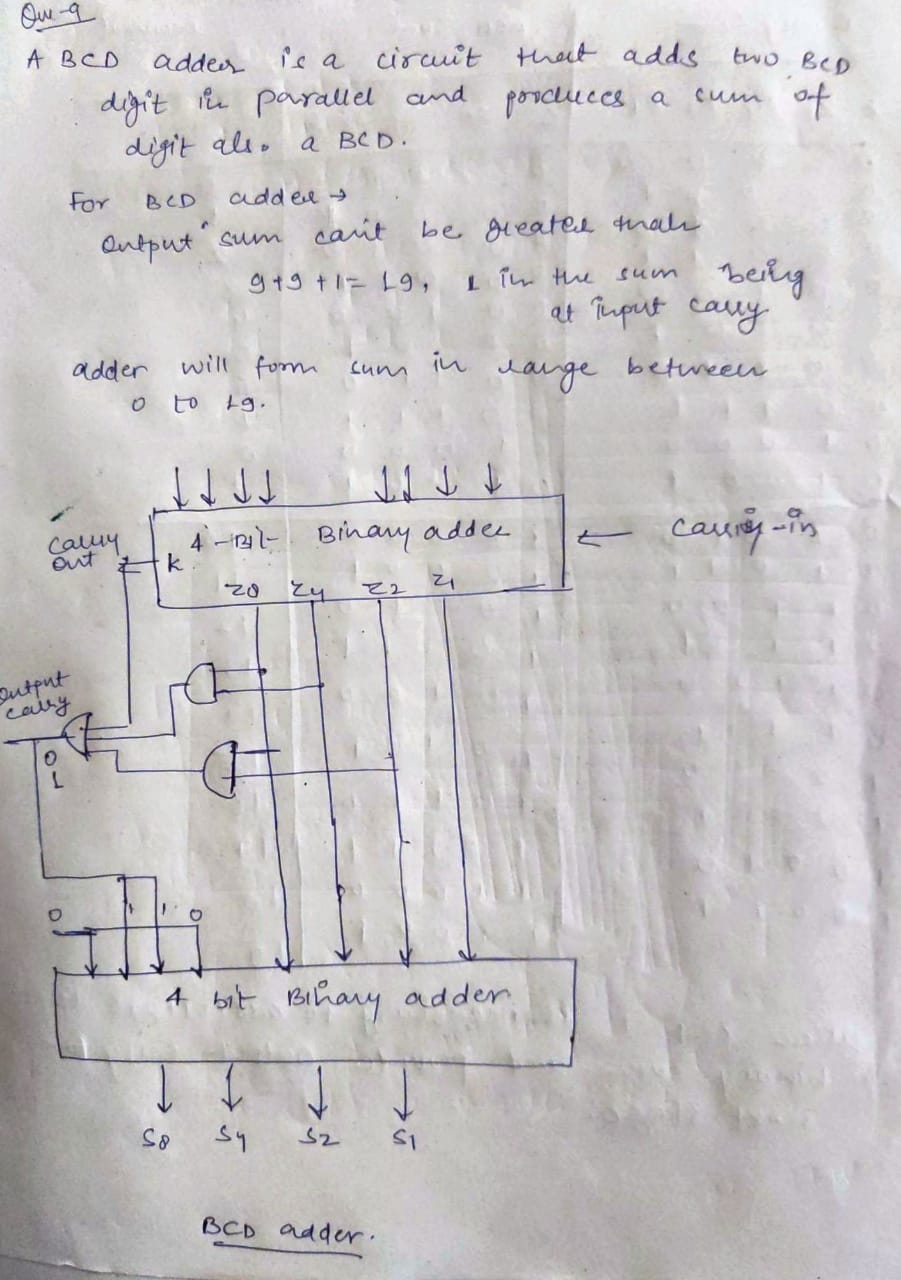 Que-9
A BCD adder is a circuit that adds two BCD
digit in parallel and produces a sum of
digit also a BCD.
For BCD adder →
Output sum can't be greater than
9+9+1=19, 1 in the sum being
at input carry
adder will form sum in range between
0 to 19.
4-Bit Binary adder
← Carry-in
Carry out
K
Z8 Z4 Z2 Z1
Output carry
0
1
0 1 1 0
4 bit Binary adder
S8 S4 S2 S1
BCD adder.